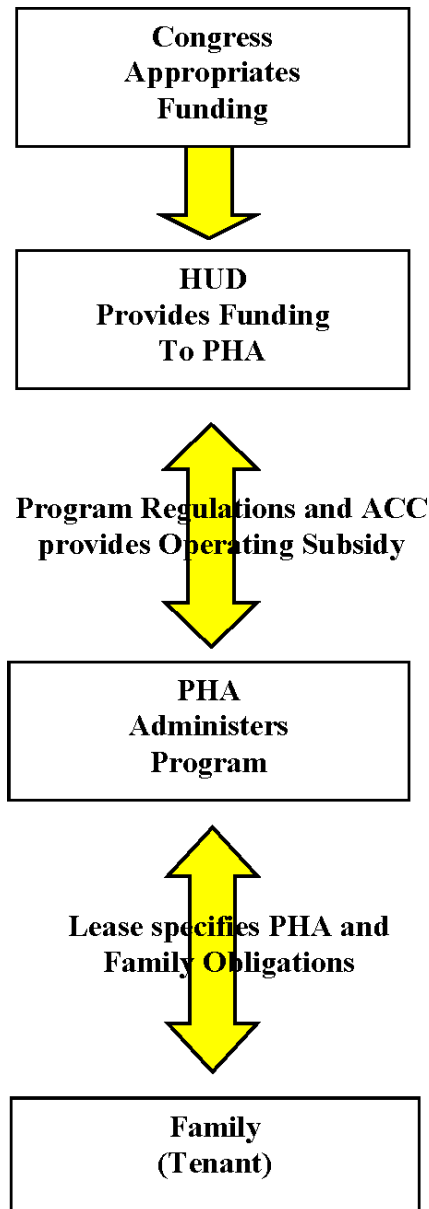 Congress
Appropriates
Funding
HUD
Provides Funding
To PHA
Program Regulations and ACC
provides Operating Subsidy
PHA
Administers
Program
Lease specifies PHA and
Family Obligations
Family
(Tenant)